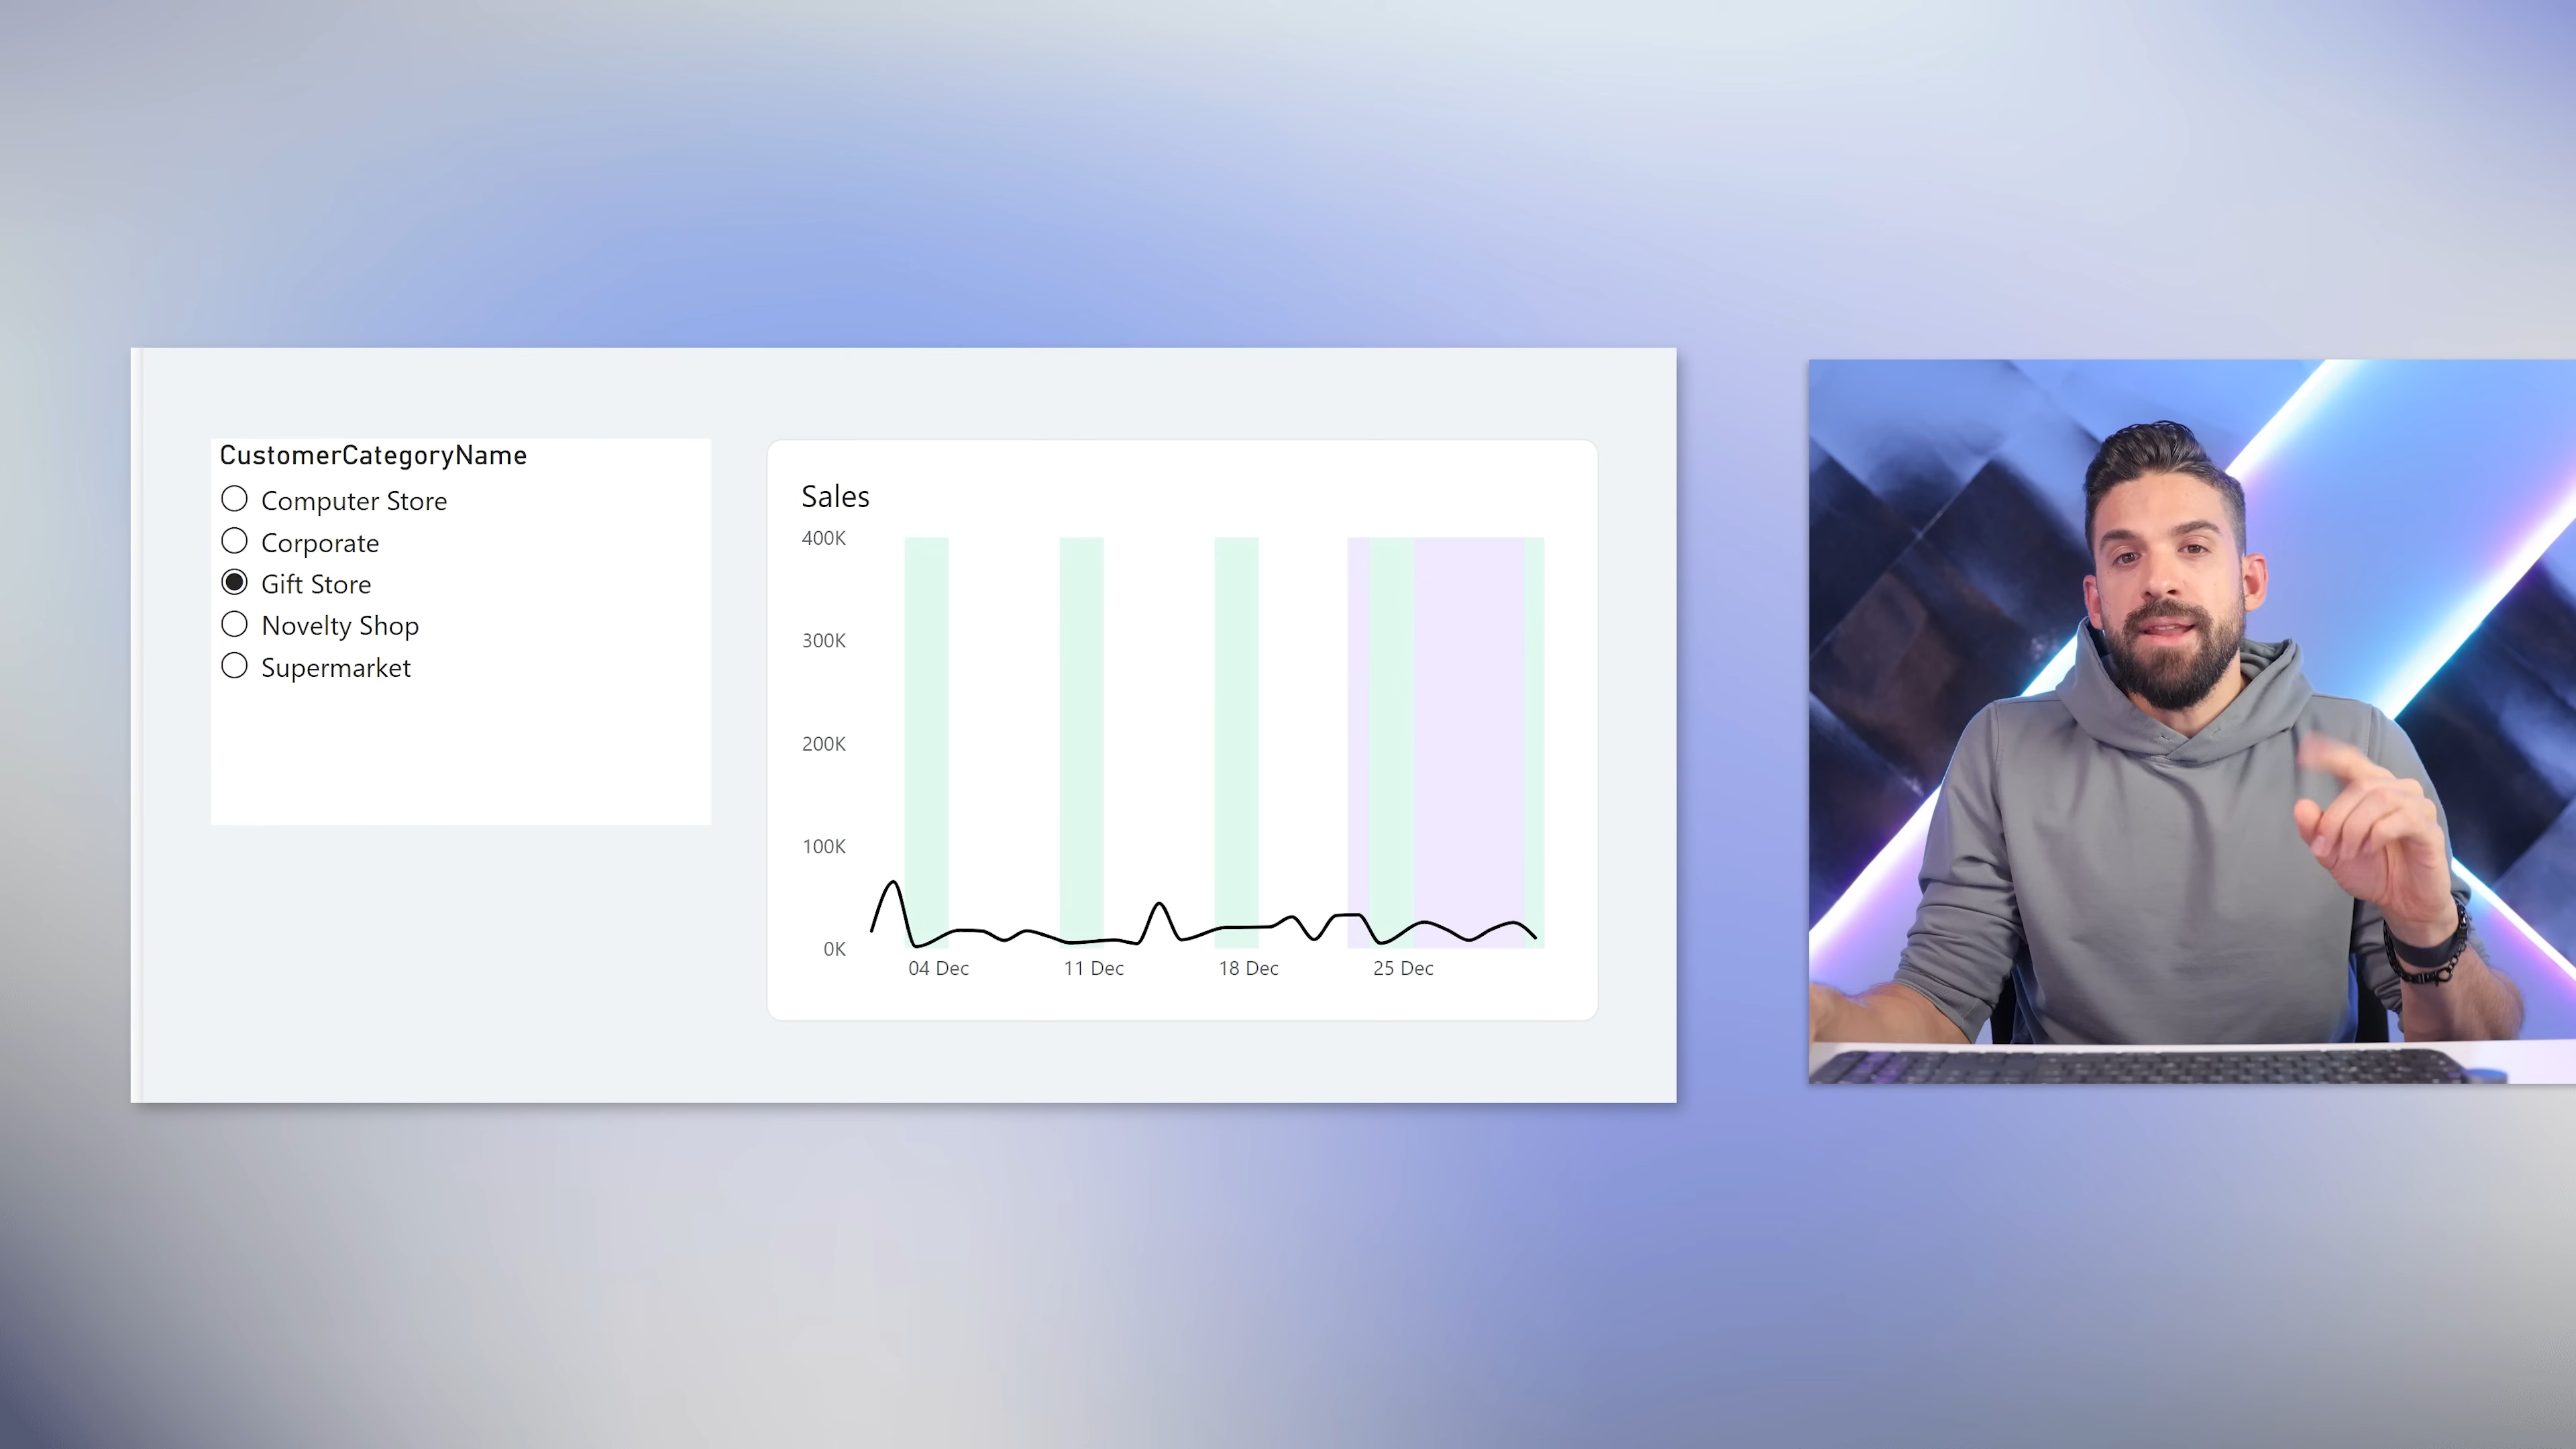 CustomerCategoryName
Computer Store
Corporate
Gift Store
Novelty Shop
Supermarket
Sales
400K
300K
200K
100K
0K
04 Dec
11 Dec
18 Dec
25 Dec